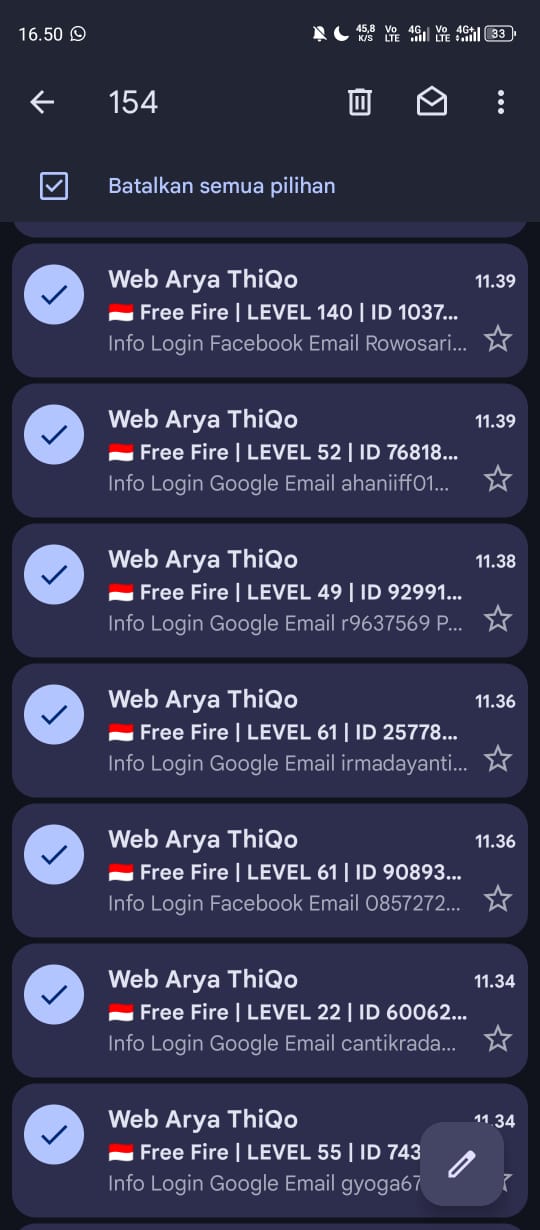 16.50 45,8 K/S Vo LTE 4G Vo LTE 4G+ 33
154
Batalkan semua pilihan
Web Arya ThiQo 11.39
🇮🇩 Free Fire | LEVEL 140 | ID 1037...
Info Login Facebook Email Rowosari...
Web Arya ThiQo 11.39
🇮🇩 Free Fire | LEVEL 52 | ID 76818...
Info Login Google Email ahaniiff01...
Web Arya ThiQo 11.38
🇮🇩 Free Fire | LEVEL 49 | ID 92991...
Info Login Google Email r9637569 P...
Web Arya ThiQo 11.36
🇮🇩 Free Fire | LEVEL 61 | ID 25778...
Info Login Google Email irmadayanti...
Web Arya ThiQo 11.36
🇮🇩 Free Fire | LEVEL 61 | ID 90893...
Info Login Facebook Email 0857272...
Web Arya ThiQo 11.34
🇮🇩 Free Fire | LEVEL 22 | ID 60062...
Info Login Google Email cantikrada...
Web Arya ThiQo 11.34
🇮🇩 Free Fire | LEVEL 55 | ID 743
Info Login Google Email gyoga67